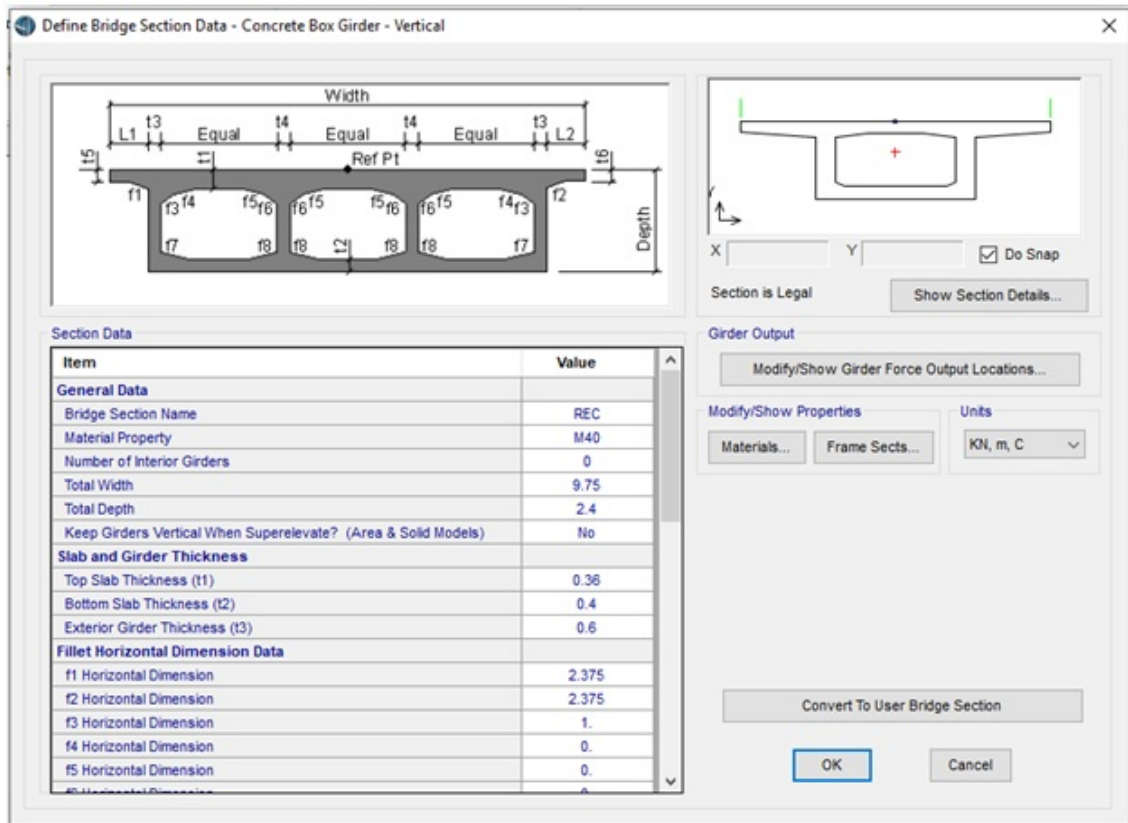 Define Bridge Section Data - Concrete Box Girder - Vertical
Width
L1 t3 Equal t4 Equal t4 Equal t3 L2
t5 t1 Ref Pt t6
f1 f3 f4 f5 f6 f6 f5 f5 f6 f6 f5 f4 f3 f2
f7 f8 f8 t2 f8 f8 f7
Depth
X Y Do Snap
Section is Legal Show Section Details...
Section Data
Item Value
General Data
Bridge Section Name REC
Material Property M40
Number of Interior Girders 0
Total Width 9.75
Total Depth 2.4
Keep Girders Vertical When Superelevate? (Area & Solid Models) No
Slab and Girder Thickness
Top Slab Thickness (t1) 0.36
Bottom Slab Thickness (t2) 0.4
Exterior Girder Thickness (t3) 0.6
Fillet Horizontal Dimension Data
f1 Horizontal Dimension 2.375
f2 Horizontal Dimension 2.375
f3 Horizontal Dimension 1.
f4 Horizontal Dimension 0.
f5 Horizontal Dimension 0.
Girder Output
Modify/Show Girder Force Output Locations...
Modify/Show Properties Units
Materials... Frame Sects... KN, m, C
Convert To User Bridge Section
OK Cancel